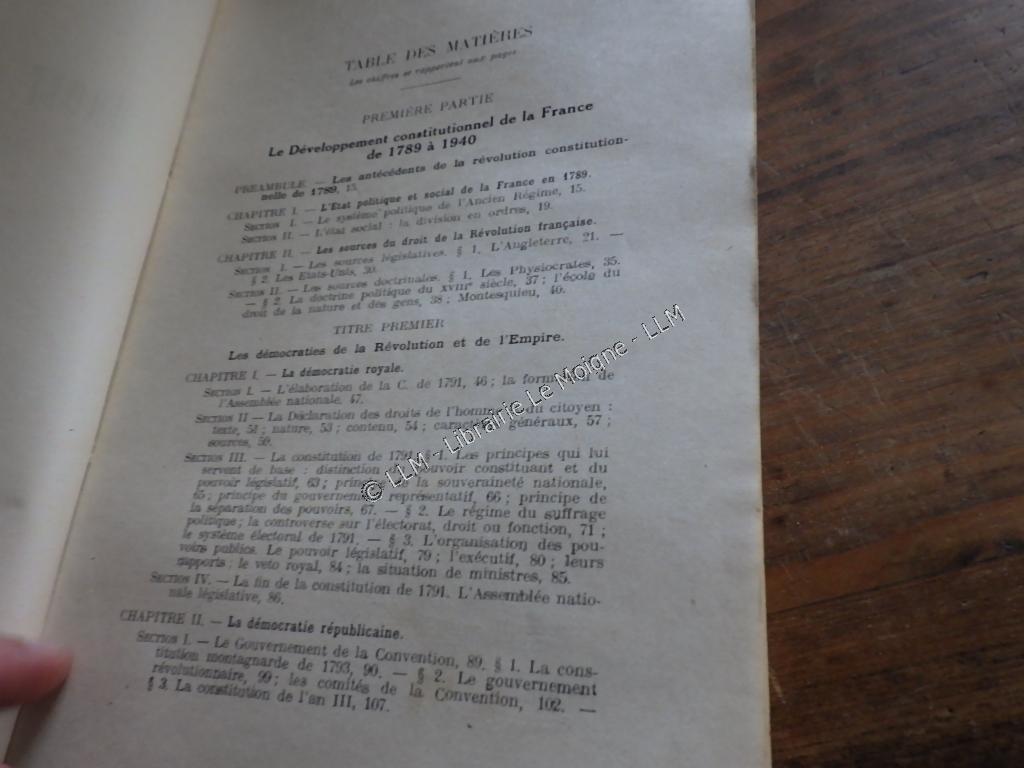 TABLE DES MATIÈRES
Les chiffres se rapportent aux pages
PREMIÈRE PARTIE
Le Développement constitutionnel de la France
de 1789 à 1940
PRÉAMBULE. — Les antécédents de la révolution constitution-
nelle de 1789, 15.
CHAPITRE I. — L'État politique et social de la France en 1789.
SECTION I. — Le système politique de l'Ancien Régime, 15.
SECTION II. — L'état social : la division en ordres, 19.
CHAPITRE II. — Les sources du droit de la Révolution française.
SECTION I. — Les sources législatives. § 1. L'Angleterre, 21. —
§ 2. Les Etats-Unis, 30.
SECTION II. — Les sources doctrinales. § 1. Les Physiocrates, 35.
— § 2. La doctrine politique du XVIIIe siècle, 37 ; l'école du
droit de la nature et des gens, 38 ; Montesquieu, 40.
TITRE PREMIER
Les démocraties de la Révolution et de l'Empire.
CHAPITRE I. — La démocratie royale.
SECTION I. — L'élaboration de la C. de 1791, 46 ; la formation de
l'Assemblée nationale, 47.
SECTION II — La Déclaration des droits de l'homme du citoyen :
texte, 51 ; nature, 53 ; contenu, 54 ; caractères généraux, 57 ;
sources, 59.
SECTION III. — La constitution de 1791. § 1. Les principes qui lui
servent de base : distinction du pouvoir constituant et du
pouvoir législatif, 63 ; principe de la souveraineté nationale,
65 ; principe du gouvernement représentatif, 66 ; principe de
la séparation des pouvoirs, 67. — § 2. Le régime du suffrage
politique ; la controverse sur l'électorat, droit ou fonction, 71 ;
le système électoral de 1791. — § 3. L'organisation des pou-
voirs publics. Le pouvoir législatif, 79 ; l'exécutif, 80 ; leurs
rapports ; le veto royal, 84 ; la situation de ministres, 85.
SECTION IV. — La fin de la constitution de 1791. L'Assemblée natio-
nale législative, 86.
CHAPITRE II. — La démocratie républicaine.
SECTION I. — Le Gouvernement de la Convention, 89. § 1. La cons-
titution montagnarde de 1793, 90. — § 2. Le gouvernement
révolutionnaire, 99 ; les comités de la Convention, 102. —
§ 3. La constitution de l'an III, 107.
© LLM - Librairie Le Moigne - LLM